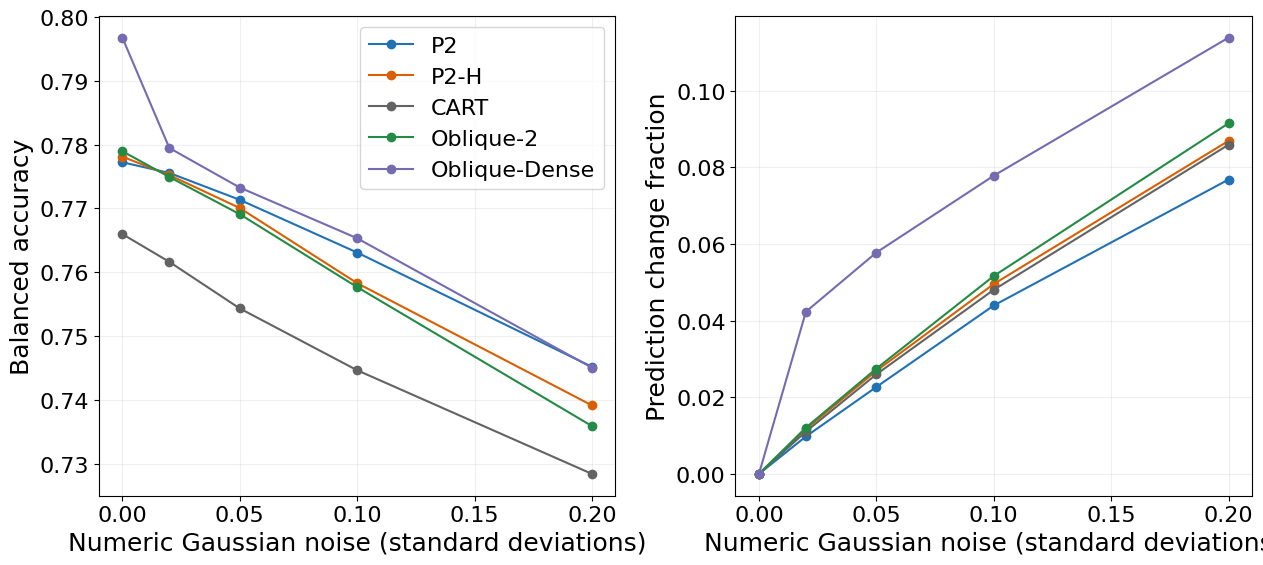 0.80
0.79
0.78
0.77
0.76
0.75
0.74
0.73
Balanced accuracy
P2
P2-H
CART
Oblique-2
Oblique-Dense
0.00 0.05 0.10 0.15 0.20
Numeric Gaussian noise (standard deviations)
0.10
0.08
0.06
0.04
0.02
0.00
Prediction change fraction
0.00 0.05 0.10 0.15 0.20
Numeric Gaussian noise (standard deviations